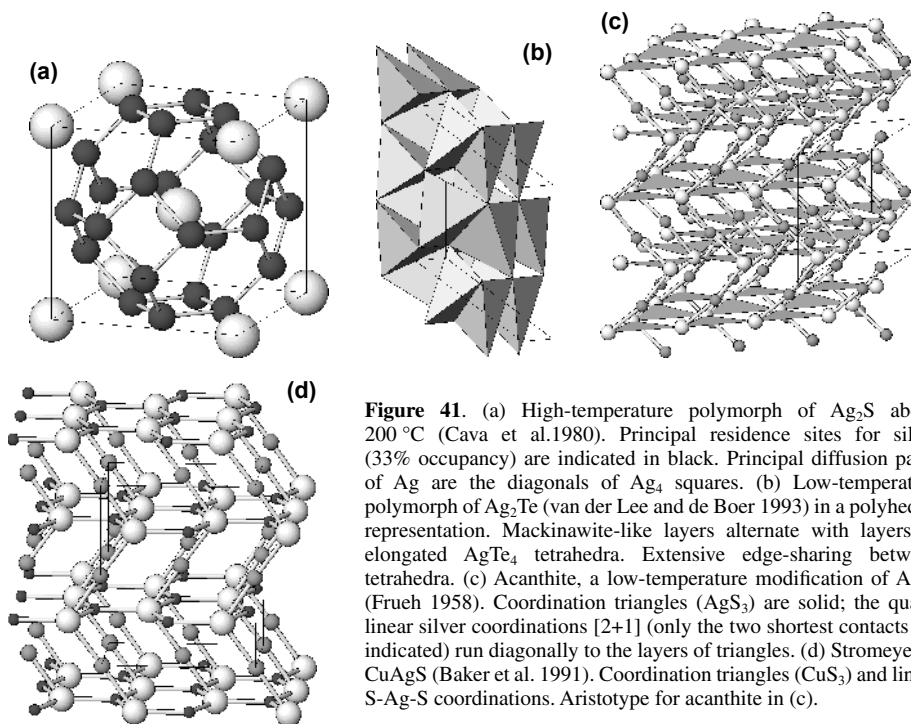 (a)
(b)
(c)
(d)
Figure 41. (a) High-temperature polymorph of Ag₂S ab
200 °C (Cava et al.1980). Principal residence sites for sil
(33% occupancy) are indicated in black. Principal diffusion pa
of Ag are the diagonals of Ag₄ squares. (b) Low-temperat
polymorph of Ag₂Te (van der Lee and de Boer 1993) in a polyhed
representation. Mackinawite-like layers alternate with layers
elongated AgTe₄ tetrahedra. Extensive edge-sharing betw
tetrahedra. (c) Acanthite, a low-temperature modification of A
(Frueh 1958). Coordination triangles (AgS₃) are solid; the qua
linear silver coordinations [2+1] (only the two shortest contacts
indicated) run diagonally to the layers of triangles. (d) Stromeye
CuAgS (Baker et al. 1991). Coordination triangles (CuS₃) and lin
S-Ag-S coordinations. Aristotype for acanthite in (c).